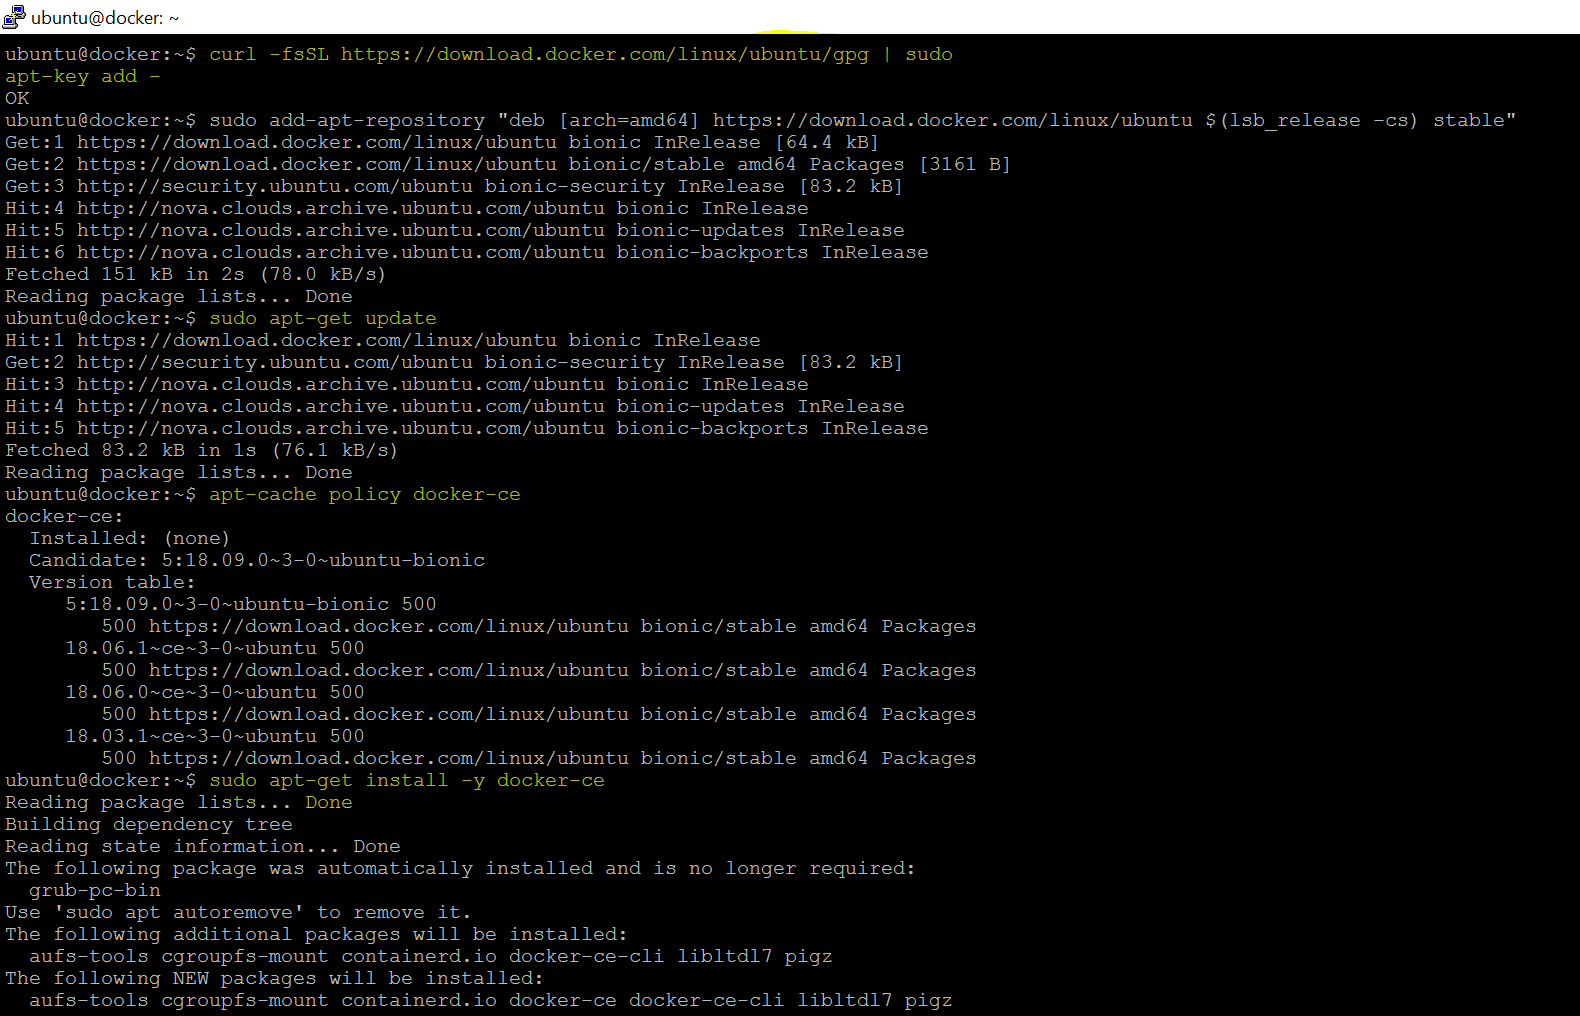 ubuntu@docker: ~
ubuntu@docker:~$ curl -fsSL https://download.docker.com/linux/ubuntu/gpg | sudo
apt-key add -
OK
ubuntu@docker:~$ sudo add-apt-repository "deb [arch=amd64] https://download.docker.com/linux/ubuntu $(lsb_release -cs) stable"
Get:1 https://download.docker.com/linux/ubuntu bionic InRelease [64.4 kB]
Get:2 https://download.docker.com/linux/ubuntu bionic/stable amd64 Packages [3161 B]
Get:3 http://security.ubuntu.com/ubuntu bionic-security InRelease [83.2 kB]
Hit:4 http://nova.clouds.archive.ubuntu.com/ubuntu bionic InRelease
Hit:5 http://nova.clouds.archive.ubuntu.com/ubuntu bionic-updates InRelease
Hit:6 http://nova.clouds.archive.ubuntu.com/ubuntu bionic-backports InRelease
Fetched 151 kB in 2s (78.0 kB/s)
Reading package lists... Done
ubuntu@docker:~$ sudo apt-get update
Hit:1 https://download.docker.com/linux/ubuntu bionic InRelease
Get:2 http://security.ubuntu.com/ubuntu bionic-security InRelease [83.2 kB]
Hit:3 http://nova.clouds.archive.ubuntu.com/ubuntu bionic InRelease
Hit:4 http://nova.clouds.archive.ubuntu.com/ubuntu bionic-updates InRelease
Hit:5 http://nova.clouds.archive.ubuntu.com/ubuntu bionic-backports InRelease
Fetched 83.2 kB in 1s (76.1 kB/s)
Reading package lists... Done
ubuntu@docker:~$ apt-cache policy docker-ce
docker-ce:
  Installed: (none)
  Candidate: 5:18.09.0~3-0~ubuntu-bionic
  Version table:
     5:18.09.0~3-0~ubuntu-bionic 500
        500 https://download.docker.com/linux/ubuntu bionic/stable amd64 Packages
     18.06.1~ce~3-0~ubuntu 500
        500 https://download.docker.com/linux/ubuntu bionic/stable amd64 Packages
     18.06.0~ce~3-0~ubuntu 500
        500 https://download.docker.com/linux/ubuntu bionic/stable amd64 Packages
     18.03.1~ce~3-0~ubuntu 500
        500 https://download.docker.com/linux/ubuntu bionic/stable amd64 Packages
ubuntu@docker:~$ sudo apt-get install -y docker-ce
Reading package lists... Done
Building dependency tree
Reading state information... Done
The following package was automatically installed and is no longer required:
  grub-pc-bin
Use 'sudo apt autoremove' to remove it.
The following additional packages will be installed:
  aufs-tools cgroupfs-mount containerd.io docker-ce-cli libltdl7 pigz
The following NEW packages will be installed:
  aufs-tools cgroupfs-mount containerd.io docker-ce docker-ce-cli libltdl7 pigz